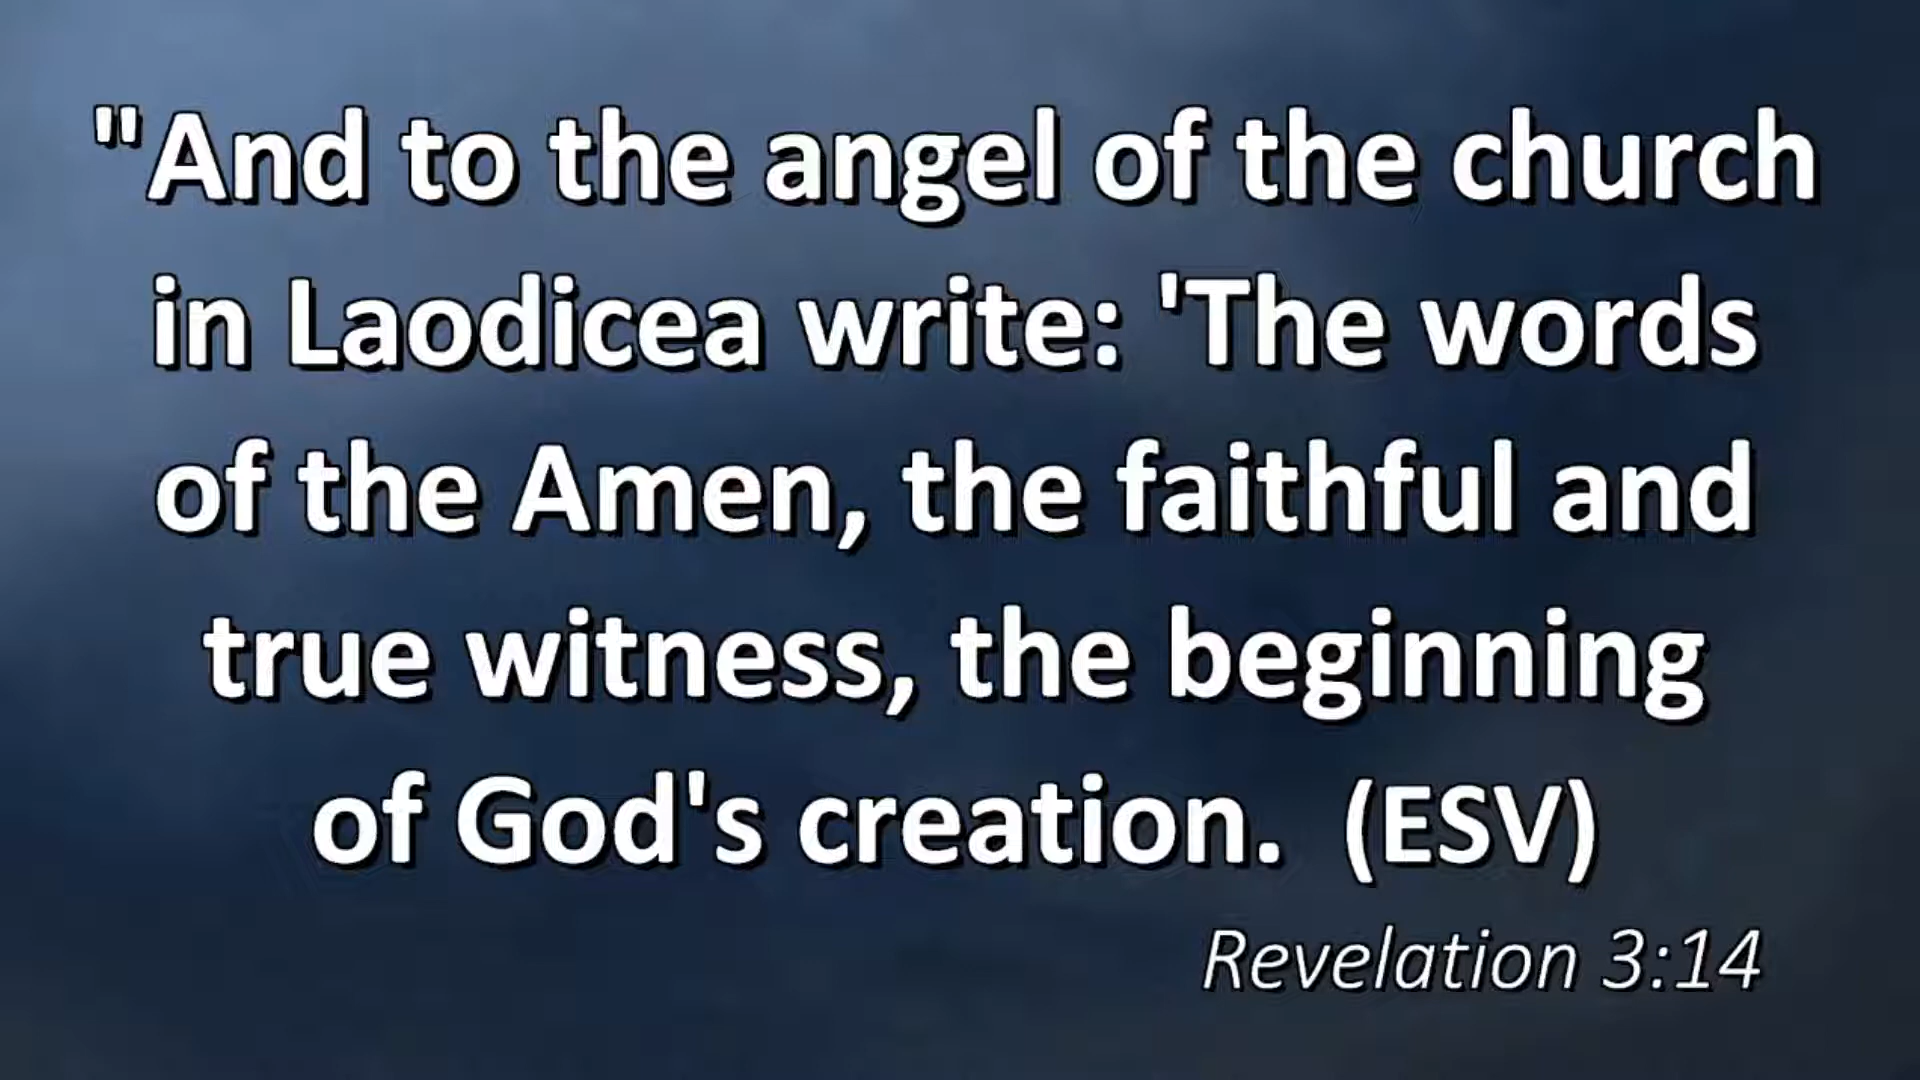 "And to the angel of the church
in Laodicea write: 'The words
of the Amen, the faithful and
true witness, the beginning
of God's creation.  (ESV)
Revelation 3:14